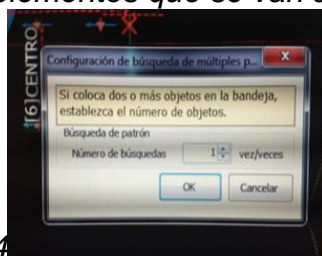 elementos que se van
[6]CENTRO
Configuración de búsqueda de múltiples p...
Si coloca dos o más objetos en la bandeja,
establezca el número de objetos.
Búsqueda de patrón
Número de búsquedas 1 vez/veces
OK Cancelar